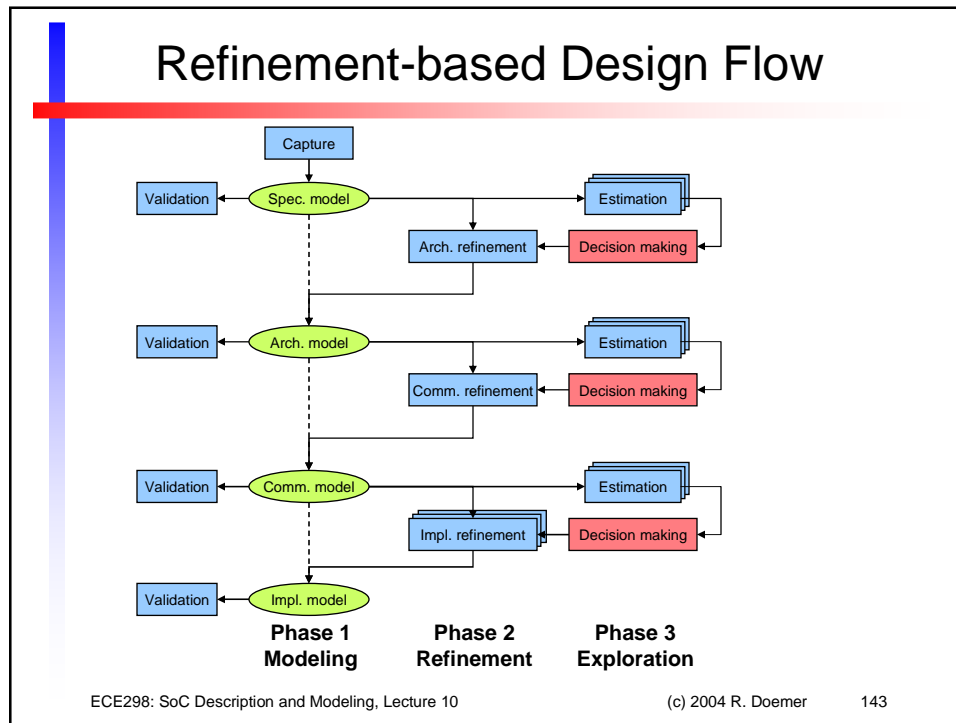 Refinement-based Design Flow
Capture
Validation
Spec. model
Estimation
Arch. refinement
Decision making
Validation
Arch. model
Estimation
Comm. refinement
Decision making
Validation
Comm. model
Estimation
Impl. refinement
Decision making
Validation
Impl. model
Phase 1
Modeling
Phase 2
Refinement
Phase 3
Exploration
ECE298: SoC Description and Modeling, Lecture 10
(c) 2004 R. Doemer
143